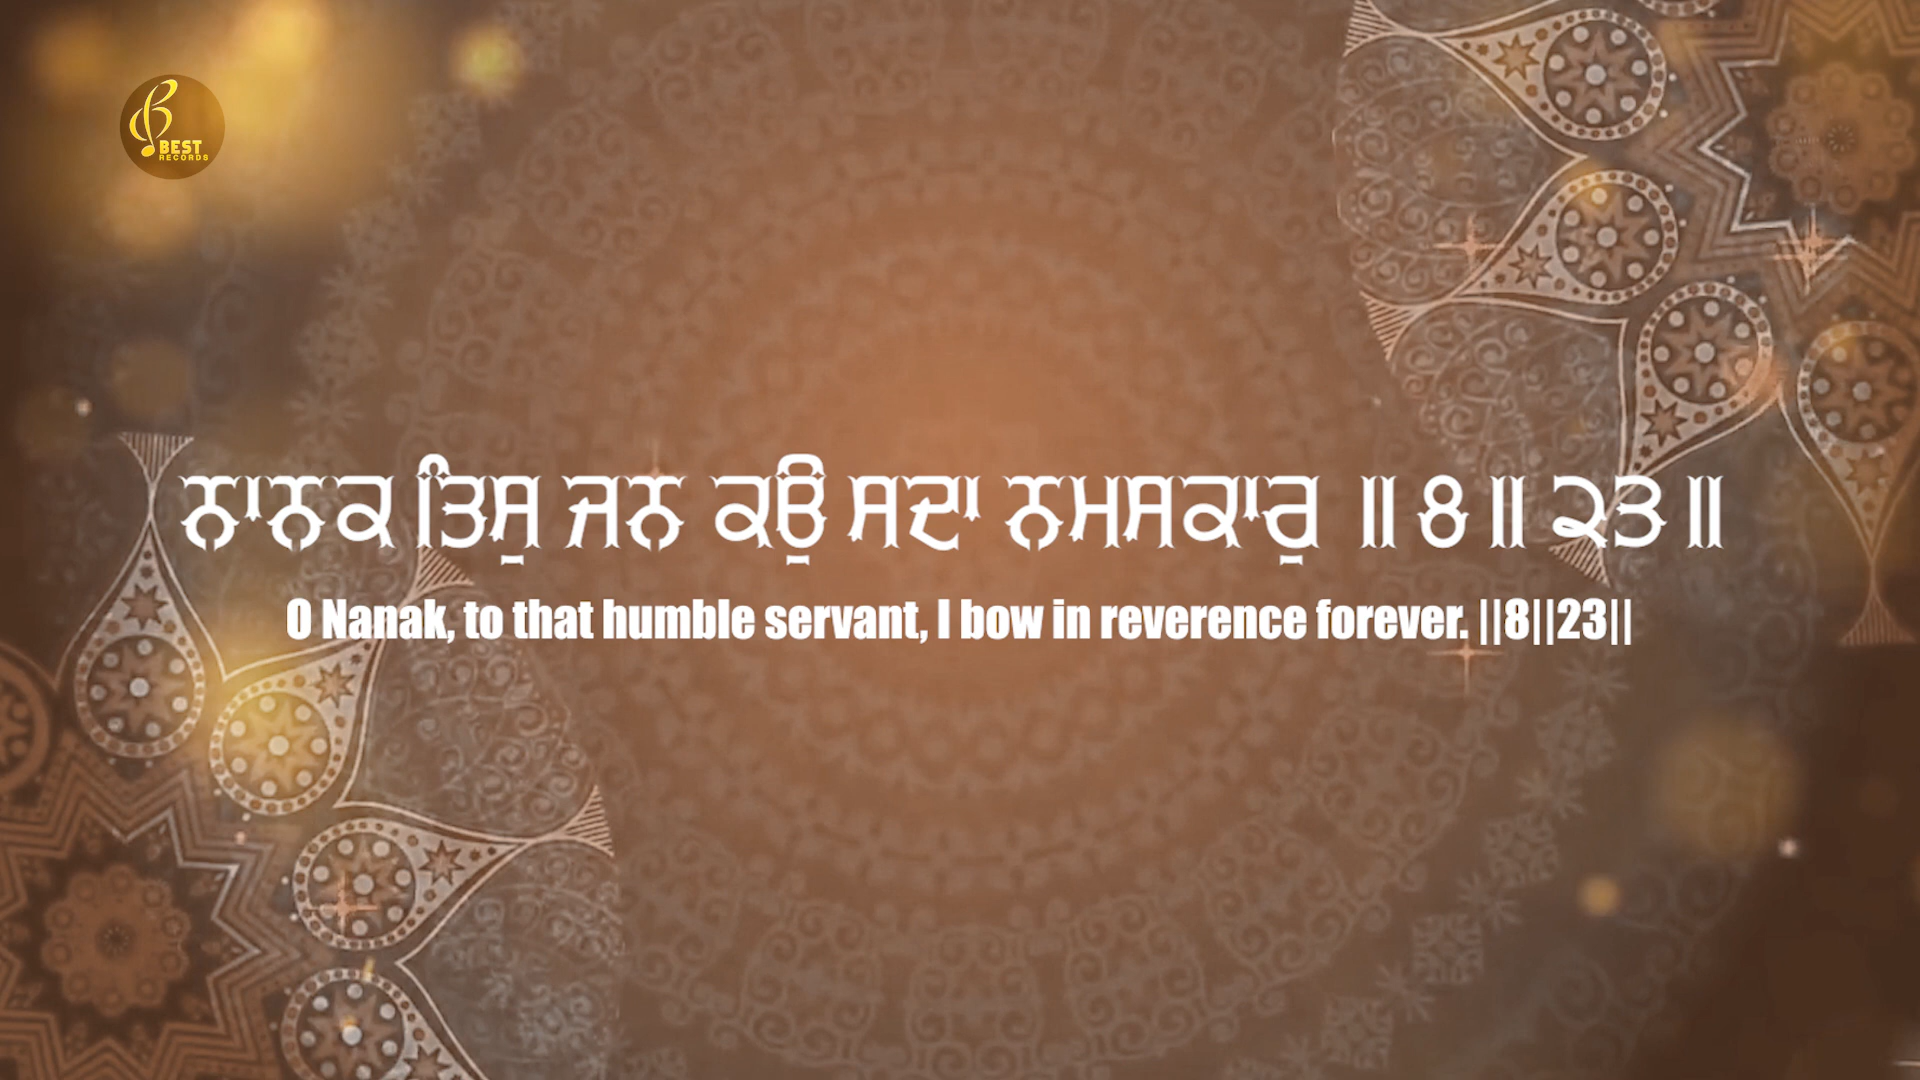 BEST
RECORDS
ਨਾਨਕ ਤਿਸੁ ਜਨ ਕਉ ਸਦਾ ਨਮਸਕਾਰੁ ॥੪॥੨੩॥
O Nanak, to that humble servant, I bow in reverence forever. ||8||23||